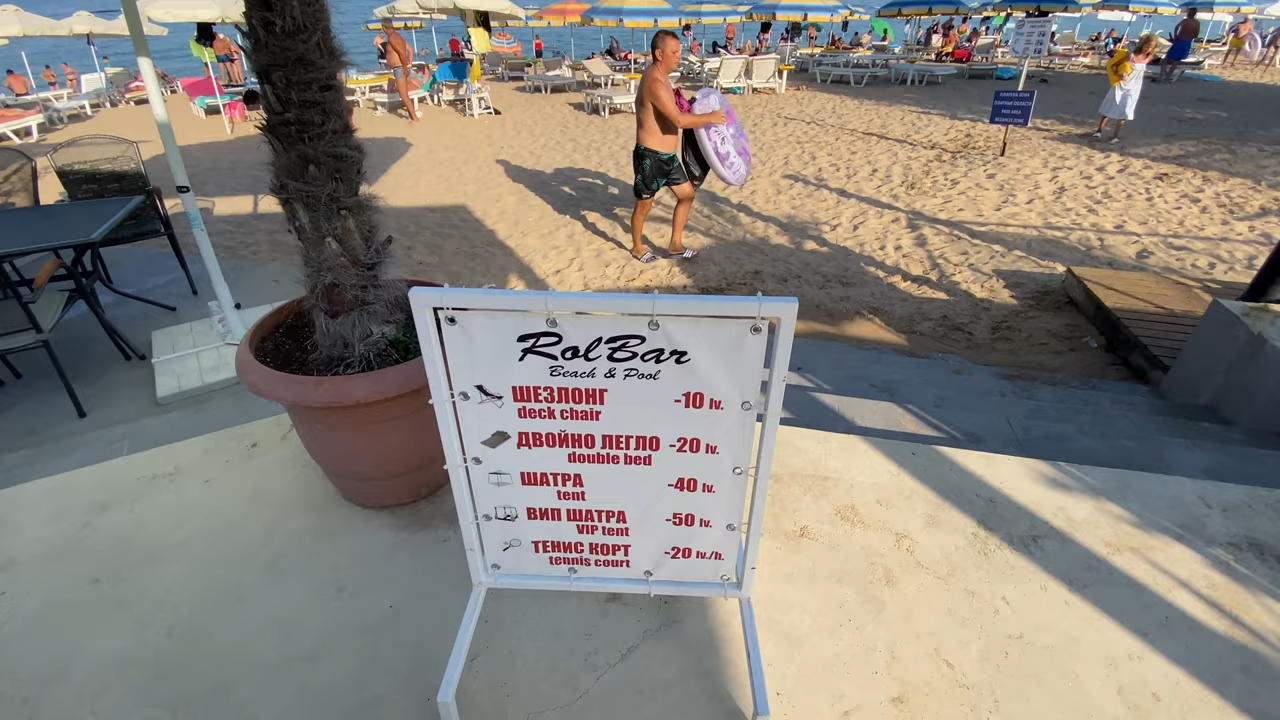 RolBar
Beach & Pool
ШЕЗЛОНГ -10 lv.
deck chair
ДВОЙНО ЛЕГЛО -20 lv.
double bed
ШАТРА -40 lv.
tent
ВИП ШАТРА -50 lv.
VIP tent
ТЕНИС КОРТ -20 lv./h.
tennis court